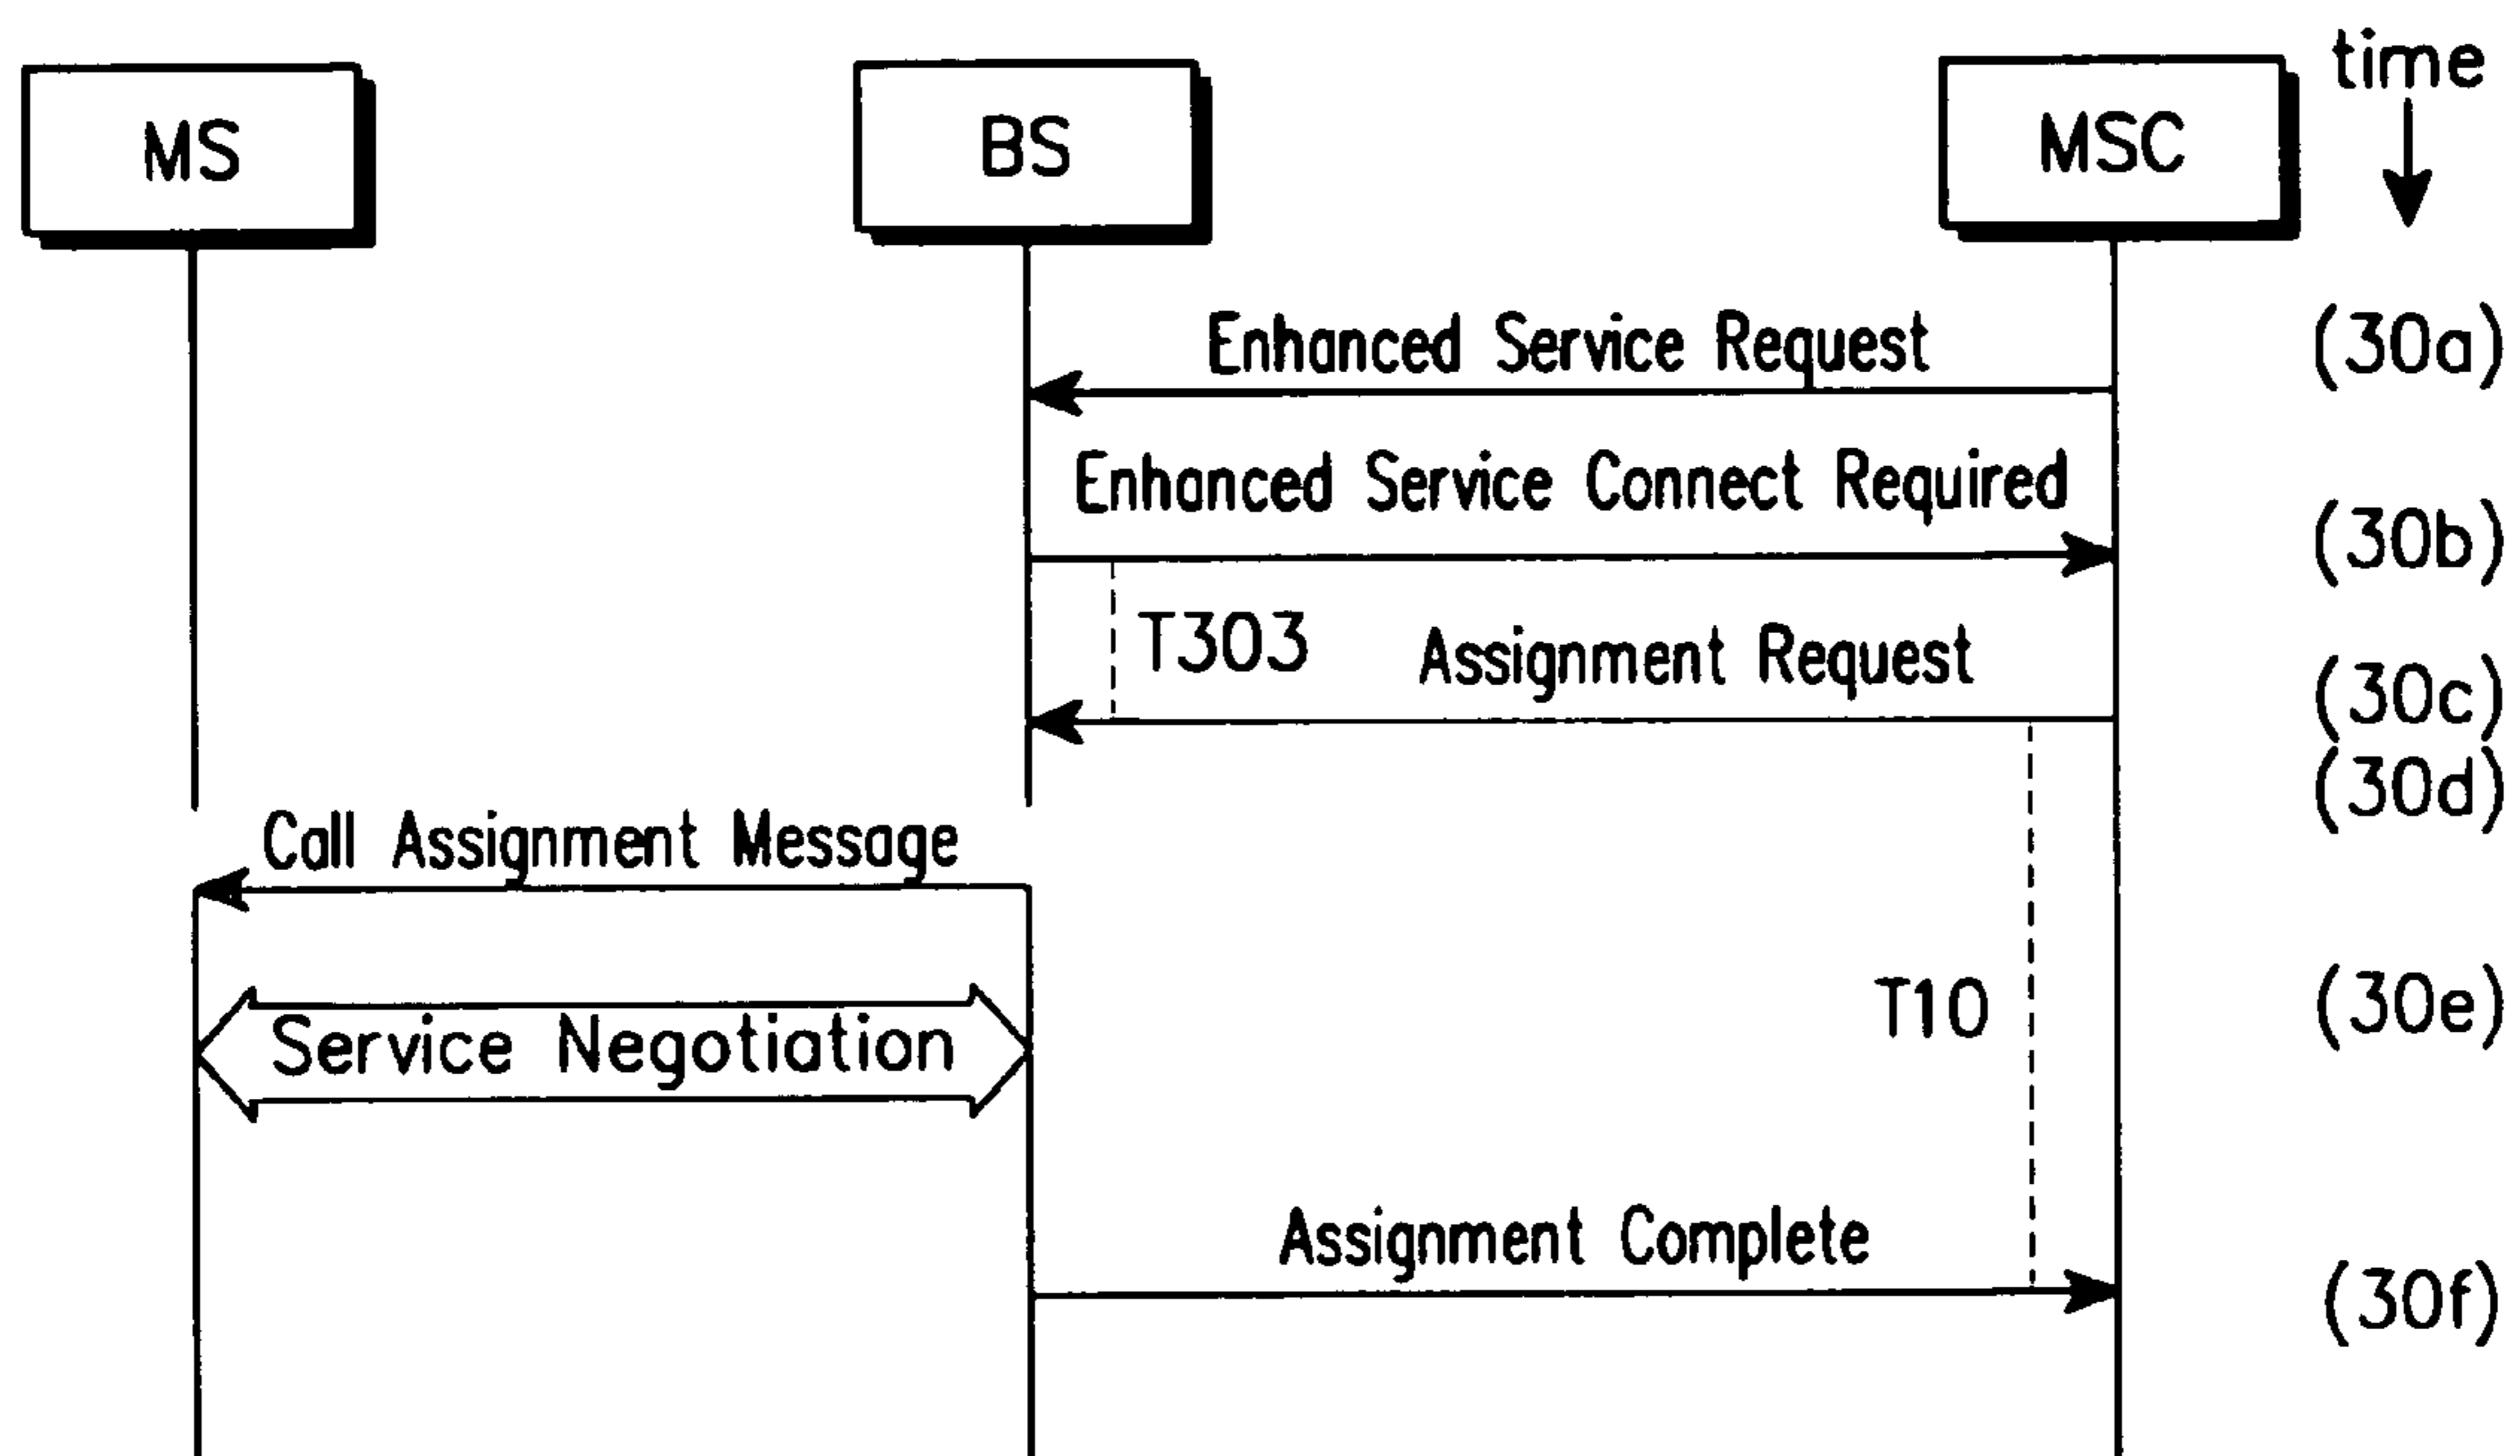 MS
BS
MSC
time
Enhanced Service Request
(30a)
Enhanced Service Connect Required
(30b)
T303
Assignment Request
(30c)
(30d)
Call Assignment Message
Service Negotiation
T10
(30e)
Assignment Complete
(30f)